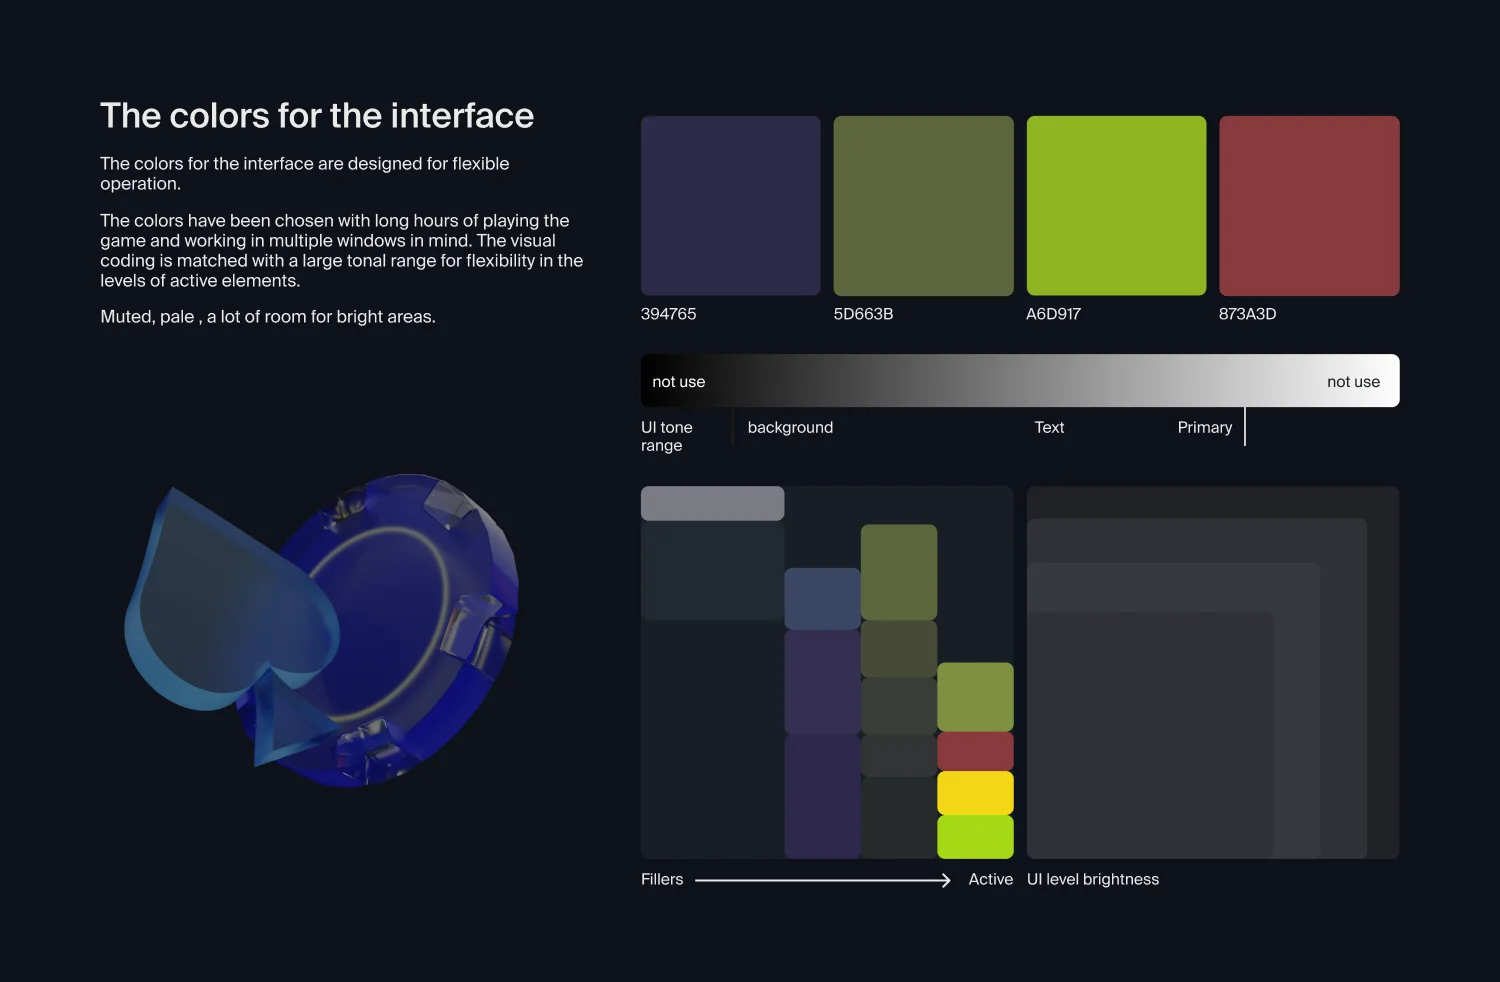 The colors for the interface
The colors for the interface are designed for flexible
operation.
The colors have been chosen with long hours of playing the
game and working in multiple windows in mind. The visual
coding is matched with a large tonal range for flexibility in the
levels of active elements.
Muted, pale , a lot of room for bright areas.
394765
5D663B
A6D917
873A3D
not use
not use
UI tone
range
background
Text
Primary
Fillers
Active
UI level brightness